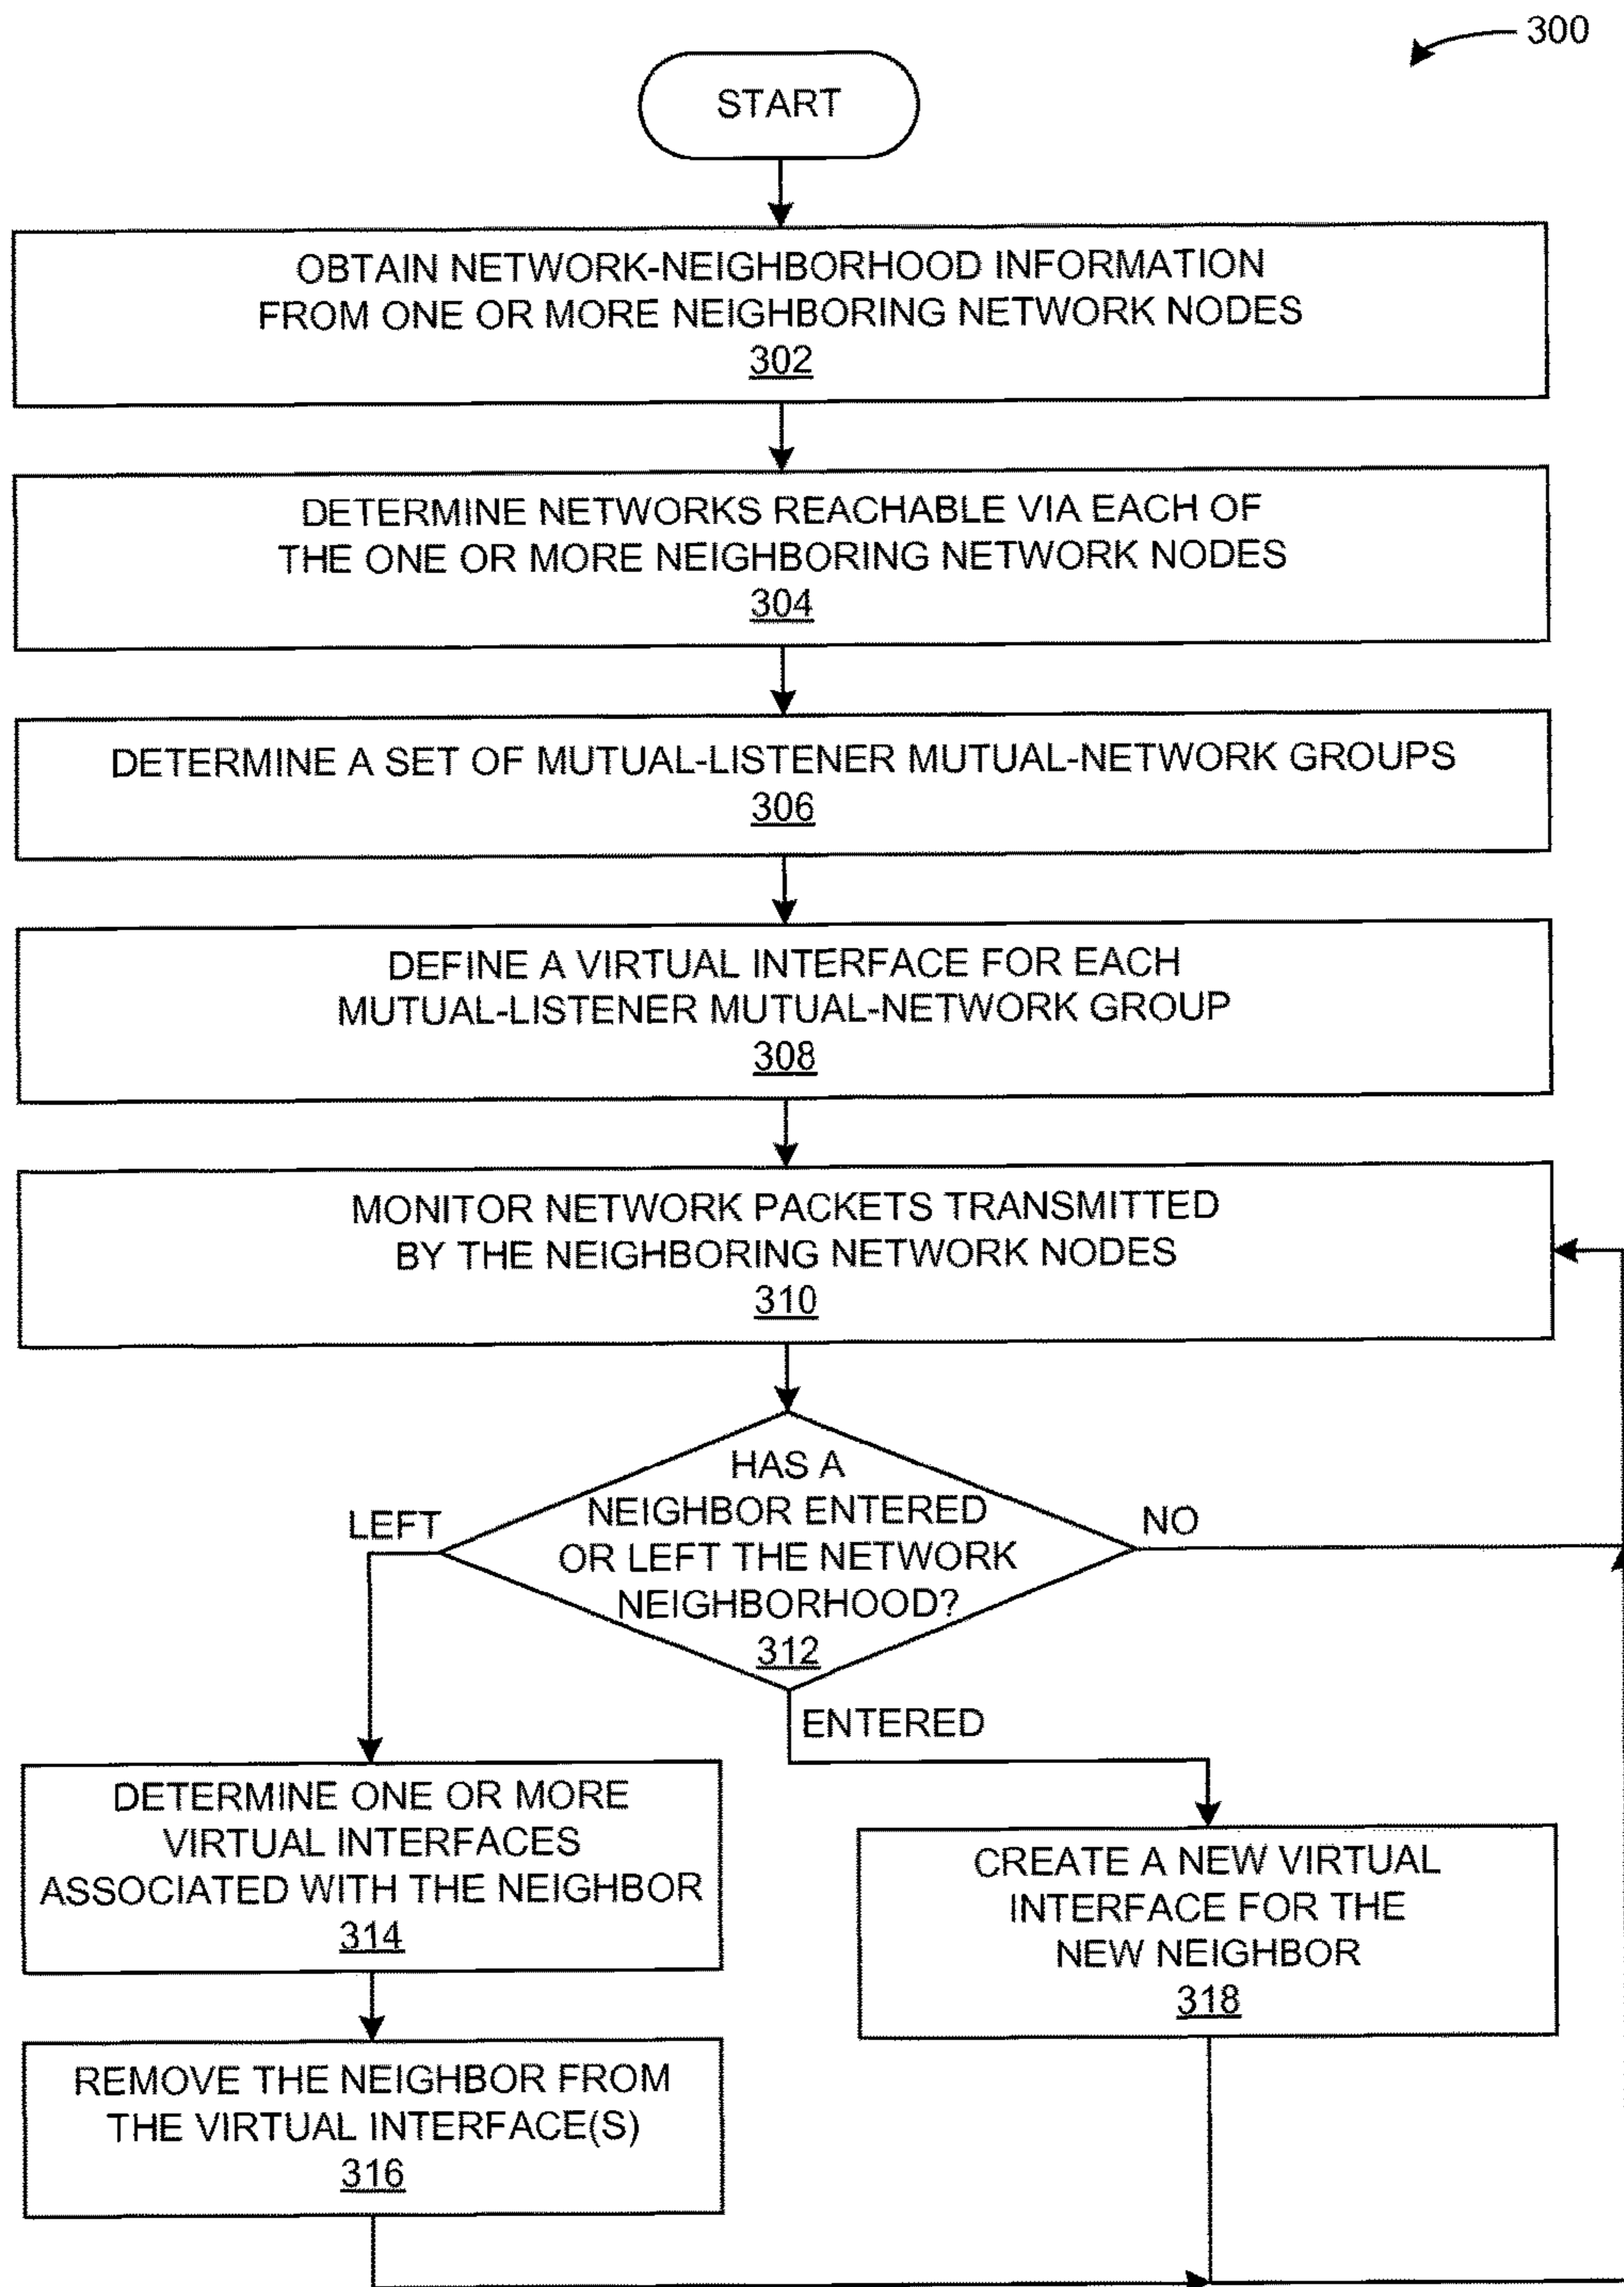 300
START
OBTAIN NETWORK-NEIGHBORHOOD INFORMATION
FROM ONE OR MORE NEIGHBORING NETWORK NODES
302
DETERMINE NETWORKS REACHABLE VIA EACH OF
THE ONE OR MORE NEIGHBORING NETWORK NODES
304
DETERMINE A SET OF MUTUAL-LISTENER MUTUAL-NETWORK GROUPS
306
DEFINE A VIRTUAL INTERFACE FOR EACH
MUTUAL-LISTENER MUTUAL-NETWORK GROUP
308
MONITOR NETWORK PACKETS TRANSMITTED
BY THE NEIGHBORING NETWORK NODES
310
HAS A
NEIGHBOR ENTERED
OR LEFT THE NETWORK
NEIGHBORHOOD?
312
LEFT
NO
ENTERED
DETERMINE ONE OR MORE
VIRTUAL INTERFACES
ASSOCIATED WITH THE NEIGHBOR
314
REMOVE THE NEIGHBOR FROM
THE VIRTUAL INTERFACE(S)
316
CREATE A NEW VIRTUAL
INTERFACE FOR THE
NEW NEIGHBOR
318